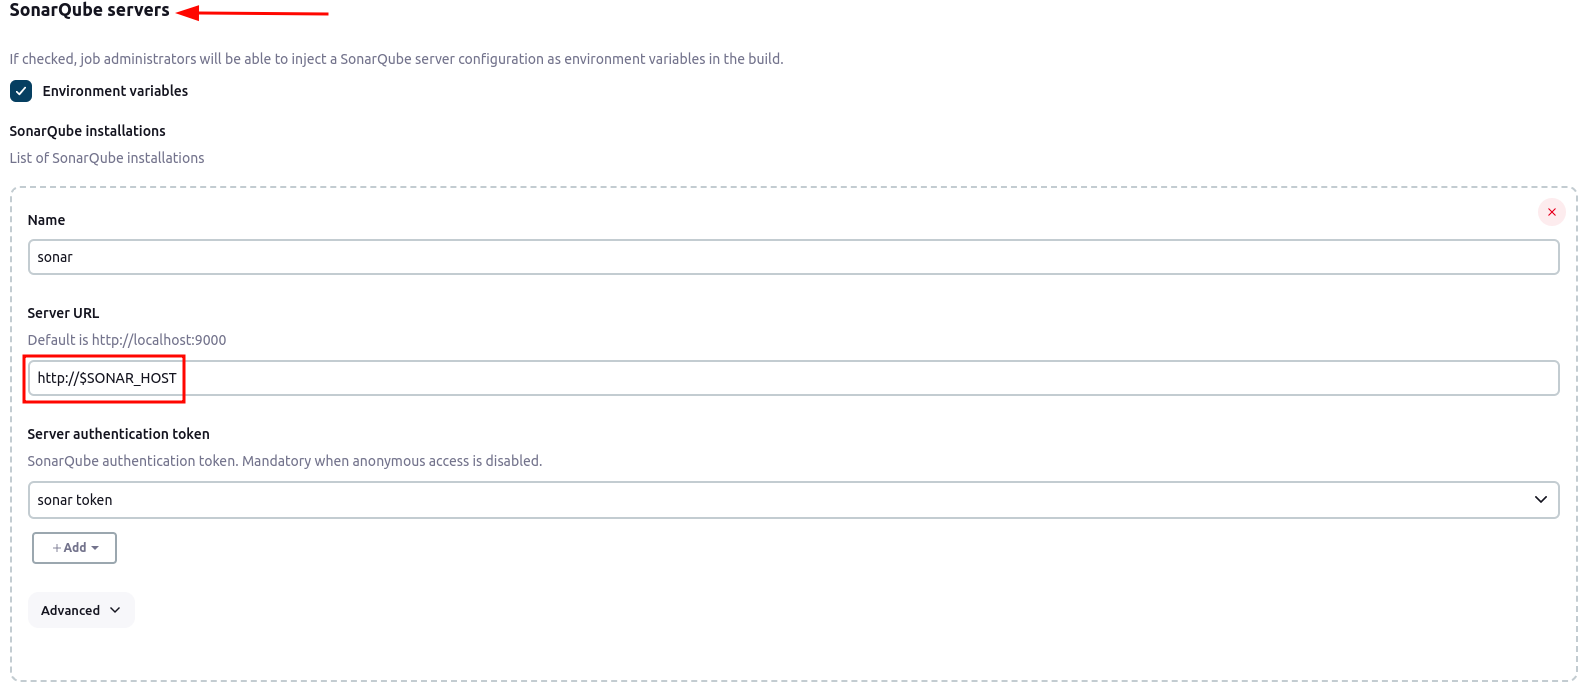 SonarQube servers
If checked, job administrators will be able to inject a SonarQube server configuration as environment variables in the build.
Environment variables
SonarQube installations
List of SonarQube installations
Name
sonar
Server URL
Default is http://localhost:9000
http://$SONAR_HOST
Server authentication token
SonarQube authentication token. Mandatory when anonymous access is disabled.
sonar token
+ Add
Advanced